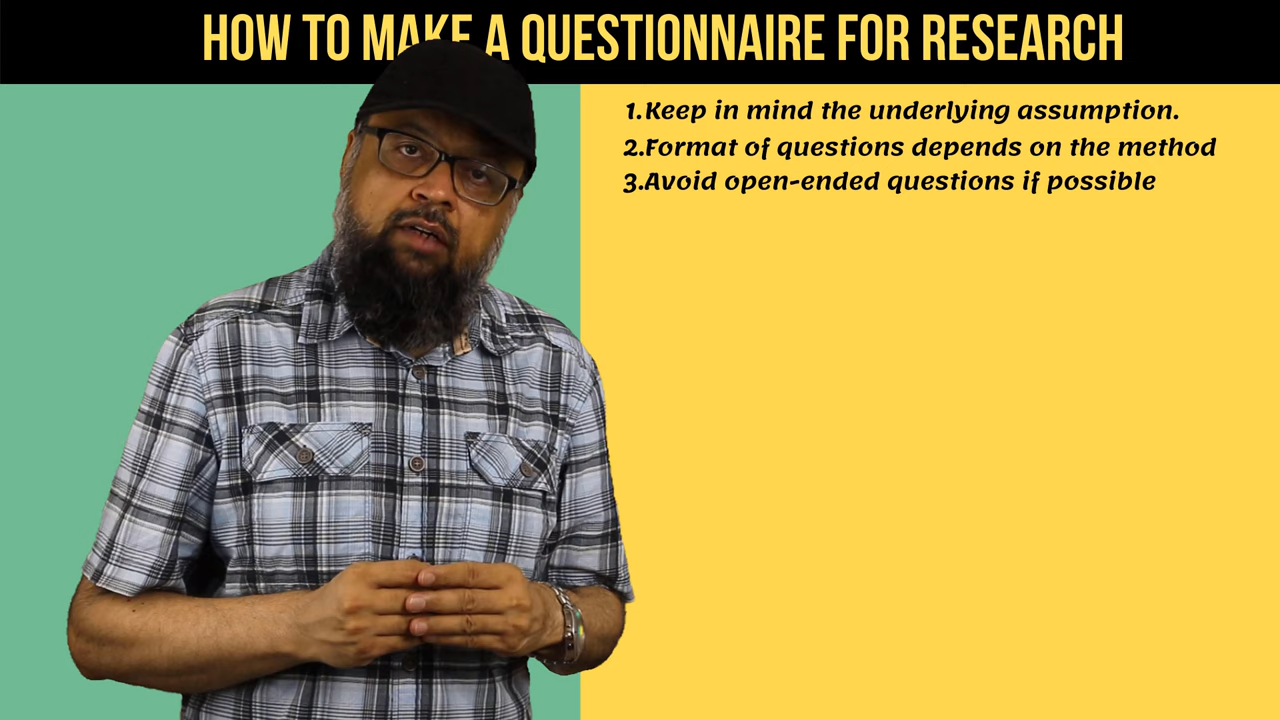 HOW TO MAKE A QUESTIONNAIRE FOR RESEARCH
1.Keep in mind the underlying assumption.
2.Format of questions depends on the method
3.Avoid open-ended questions if possible